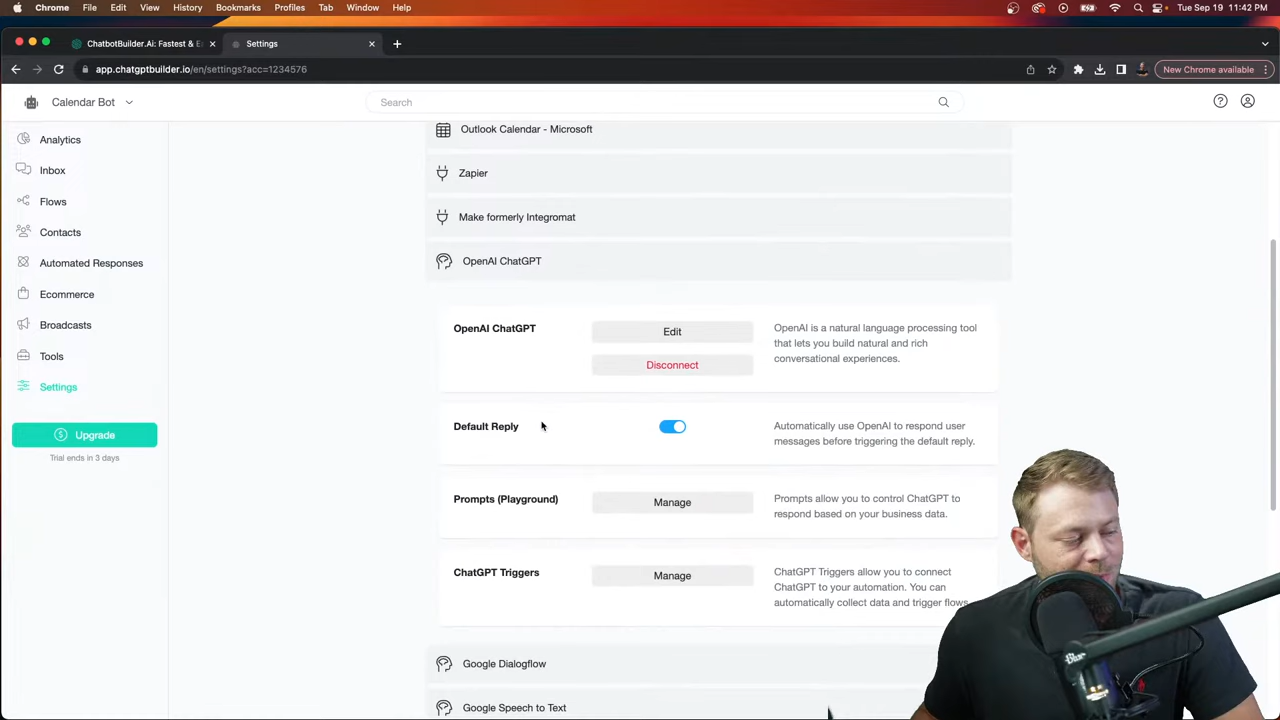 Chrome File Edit View History Bookmarks Profiles Tab Window Help Tue Sep 19 11:42 PM
ChatbotBuilder.Ai: Fastest & E
Settings
app.chatgptbuilder.io/en/settings?acc=1234576
New Chrome available
Calendar Bot
Search
Analytics
Inbox
Flows
Contacts
Automated Responses
Ecommerce
Broadcasts
Tools
Settings
Upgrade
Trial ends in 3 days
Outlook Calendar - Microsoft
Zapier
Make formerly Integromat
OpenAI ChatGPT
OpenAI ChatGPT
Edit
Disconnect
OpenAI is a natural language processing tool
that lets you build natural and rich
conversational experiences.
Default Reply
Automatically use OpenAI to respond user
messages before triggering the default reply.
Prompts (Playground)
Manage
Prompts allow you to control ChatGPT to
respond based on your business data.
ChatGPT Triggers
Manage
ChatGPT Triggers allow you to connect
ChatGPT to your automation. You can
automatically collect data and trigger flows
Google Dialogflow
Google Speech to Text
Blue